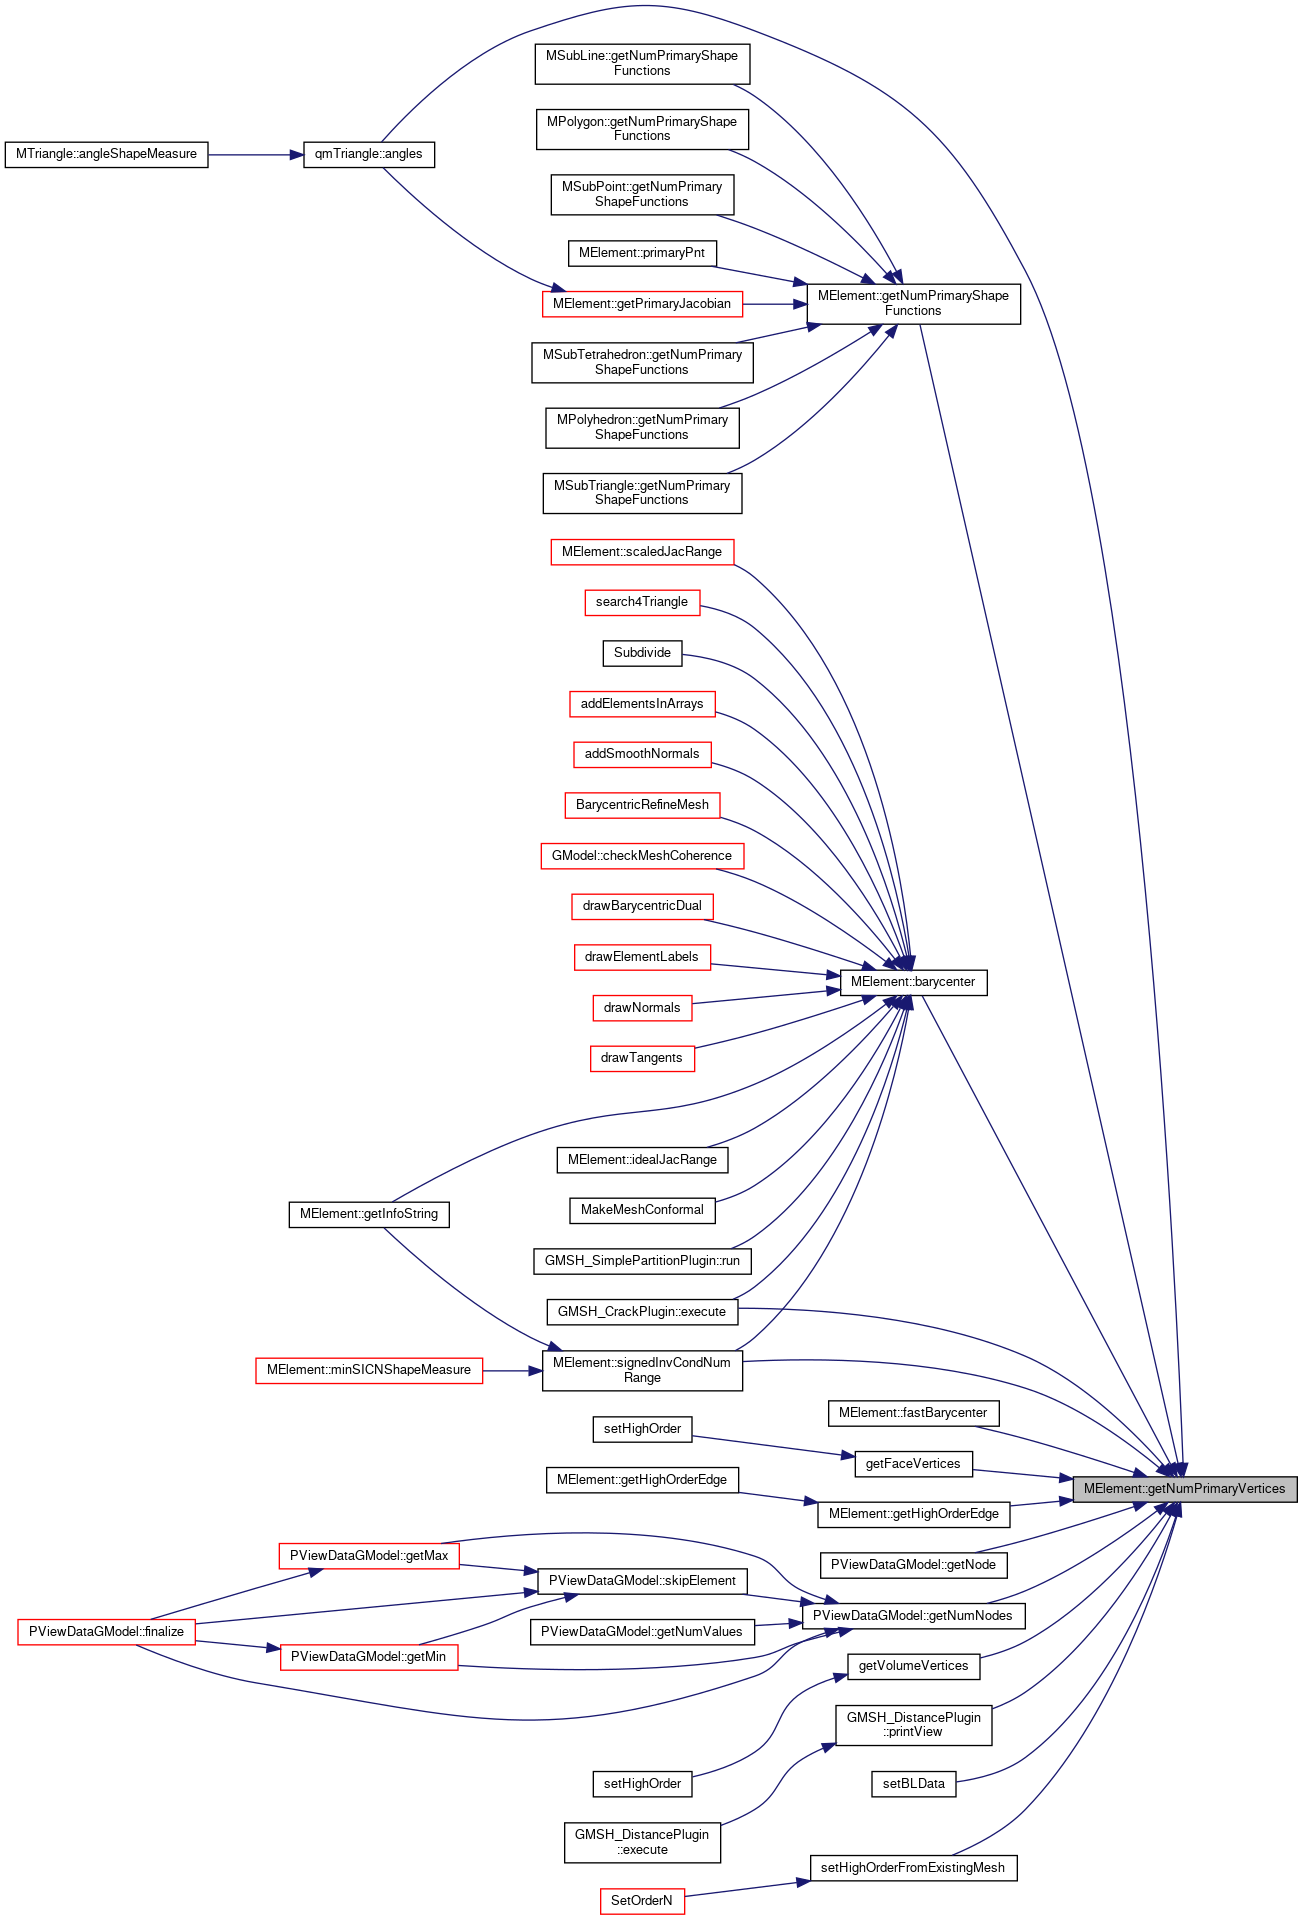 MSubLine::getNumPrimaryShape
Functions
MPolygon::getNumPrimaryShape
Functions
MTriangle::angleShapeMeasure
qmTriangle::angles
MSubPoint::getNumPrimary
ShapeFunctions
MElement::primaryPnt
MElement::getPrimaryJacobian
MElement::getNumPrimaryShape
Functions
MSubTetrahedron::getNumPrimary
ShapeFunctions
MPolyhedron::getNumPrimary
ShapeFunctions
MSubTriangle::getNumPrimary
ShapeFunctions
MElement::scaledJacRange
search4Triangle
Subdivide
addElementsInArrays
addSmoothNormals
BarycentricRefineMesh
GModel::checkMeshCoherence
drawBarycentricDual
drawElementLabels
MElement::barycenter
drawNormals
drawTangents
MElement::idealJacRange
MakeMeshConformal
MElement::getInfoString
GMSH_SimplePartitionPlugin::run
GMSH_CrackPlugin::execute
MElement::minSICNShapeMeasure
MElement::signedInvCondNum
Range
MElement::fastBarycenter
setHighOrder
getFaceVertices
MElement::getHighOrderEdge
MElement::getNumPrimaryVertices
MElement::getHighOrderEdge
PViewDataGModel::getMax
PViewDataGModel::getNode
PViewDataGModel::skipElement
PViewDataGModel::getNumNodes
PViewDataGModel::finalize
PViewDataGModel::getNumValues
PViewDataGModel::getMin
getVolumeVertices
GMSH_DistancePlugin
::printView
setHighOrder
setBLData
GMSH_DistancePlugin
::execute
setHighOrderFromExistingMesh
SetOrderN